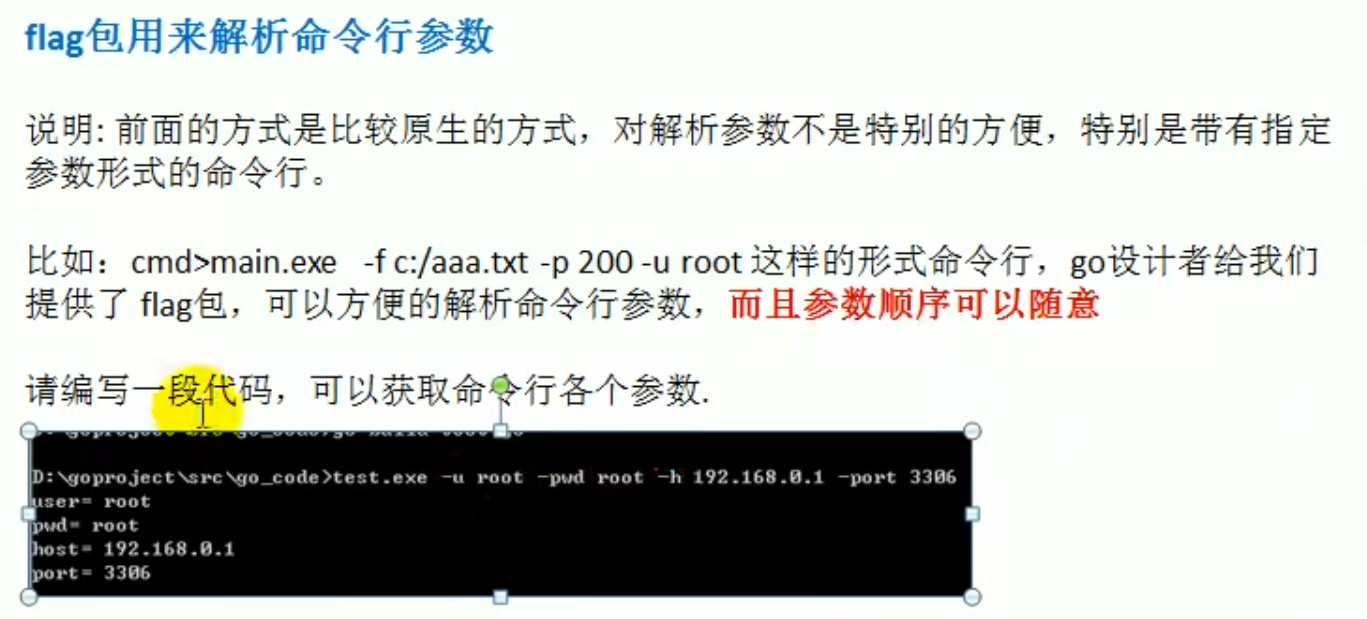 flag包用来解析命令行参数
说明: 前面的方式是比较原生的方式，对解析参数不是特别的方便，特别是带有指定
参数形式的命令行。
比如：cmd>main.exe -f c:/aaa.txt -p 200 -u root 这样的形式命令行，go设计者给我们
提供了 flag包，可以方便的解析命令行参数，而且参数顺序可以随意
请编写一段代码，可以获取命令行各个参数.
D:\goproject\src\go_code>test.exe -u root -pwd root -h 192.168.0.1 -port 3306
user= root
pwd= root
host= 192.168.0.1
port= 3306